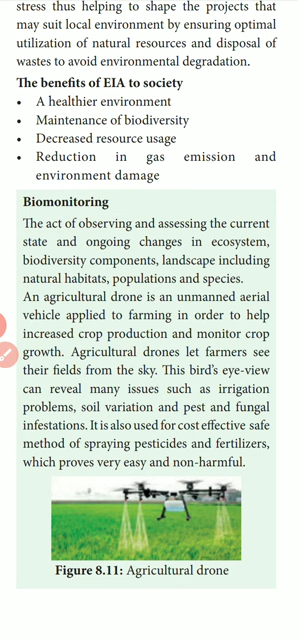 stress thus helping to shape the projects that
may suit local environment by ensuring optimal
utilization of natural resources and disposal of
wastes to avoid environmental degradation.
The benefits of EIA to society
• A healthier environment
• Maintenance of biodiversity
• Decreased resource usage
• Reduction in gas emission and
environment damage
Biomonitoring
The act of observing and assessing the current
state and ongoing changes in ecosystem,
biodiversity components, landscape including
natural habitats, populations and species.
An agricultural drone is an unmanned aerial
vehicle applied to farming in order to help
increased crop production and monitor crop
growth. Agricultural drones let farmers see
their fields from the sky. This bird's eye-view
can reveal many issues such as irrigation
problems, soil variation and pest and fungal
infestations. It is also used for cost effective safe
method of spraying pesticides and fertilizers,
which proves very easy and non-harmful.
Figure 8.11: Agricultural drone